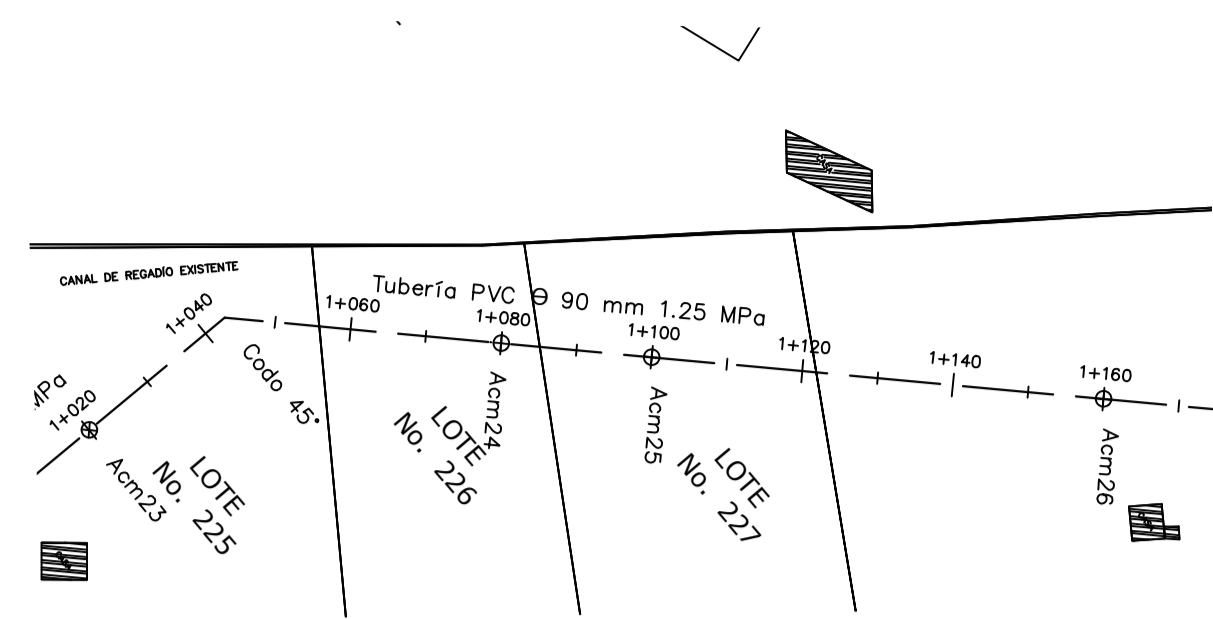 CANAL DE REGADÍO EXISTENTE
Tubería PVC ⌀ 90 mm 1.25 MPa
1+020
1+040
1+060
1+080
1+100
1+120
1+140
1+160
MPa
Codo 45°
Acm23
Acm24
Acm25
Acm26
LOTE
No. 225
LOTE
No. 226
LOTE
No. 227